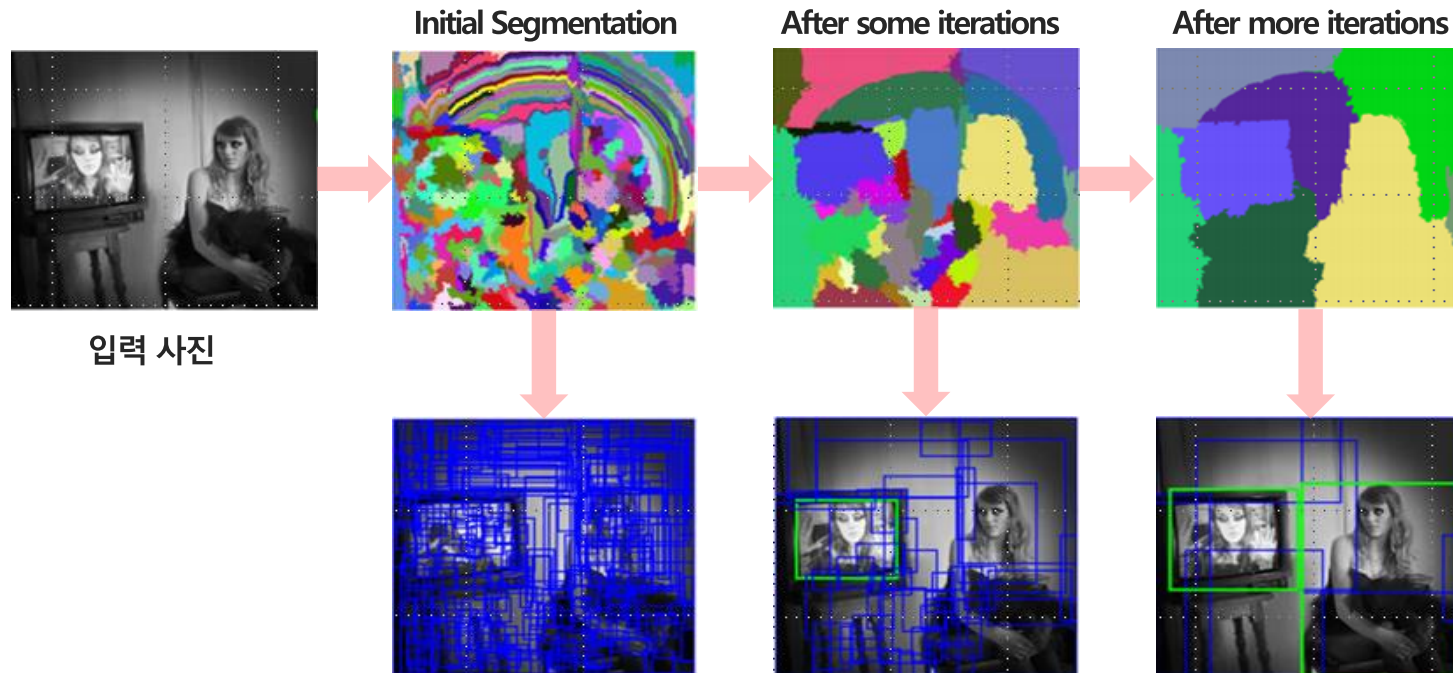 Initial Segmentation
After some iterations
After more iterations
입력 사진